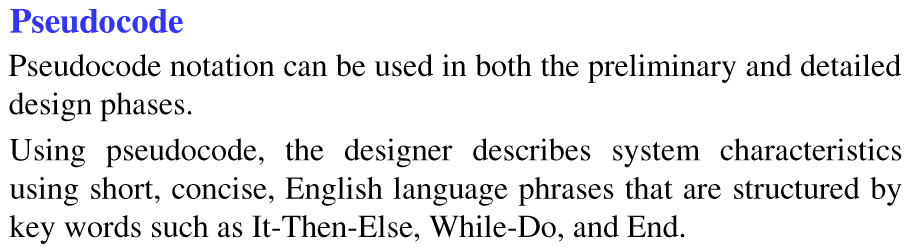 Pseudocode
Pseudocode notation can be used in both the preliminary and detailed
design phases.
Using pseudocode, the designer describes system characteristics
using short, concise, English language phrases that are structured by
key words such as It-Then-Else, While-Do, and End.